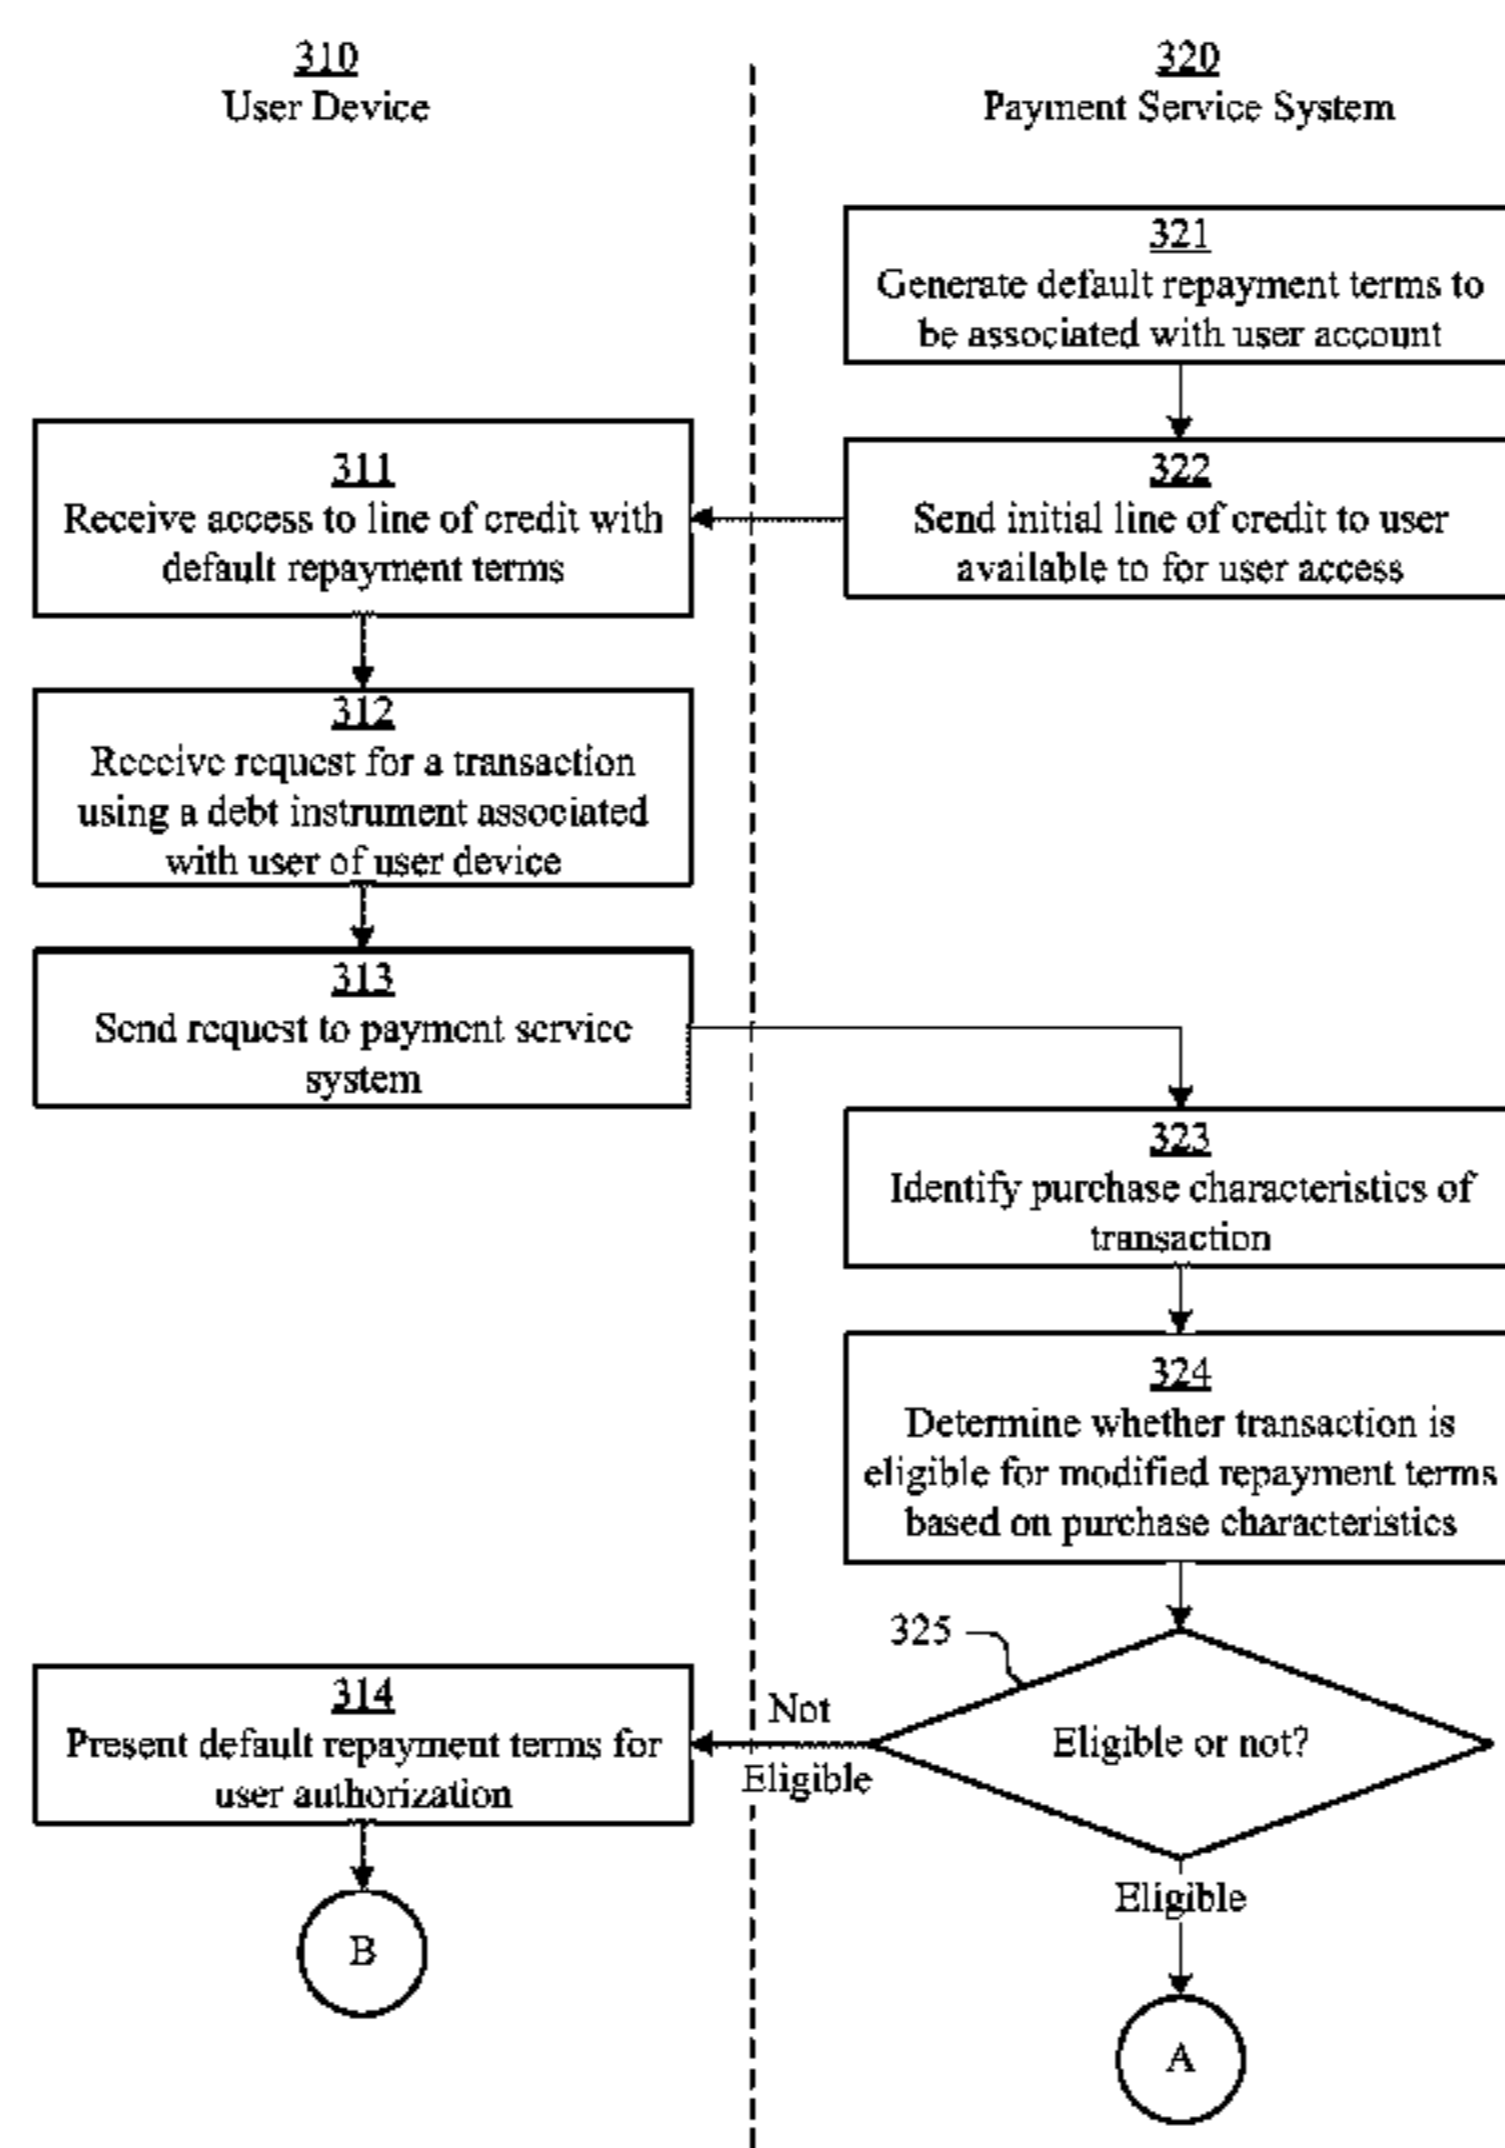 310
User Device
320
Payment Service System
321
Generate default repayment terms to
be associated with user account
322
Send initial line of credit to user
available to for user access
311
Receive access to line of credit with
default repayment terms
312
Receive request for a transaction
using a debt instrument associated
with user of user device
313
Send request to payment service
system
323
Identify purchase characteristics of
transaction
324
Determine whether transaction is
eligible for modified repayment terms
based on purchase characteristics
325
Eligible or not?
Not
Eligible
314
Present default repayment terms for
user authorization
B
Eligible
A